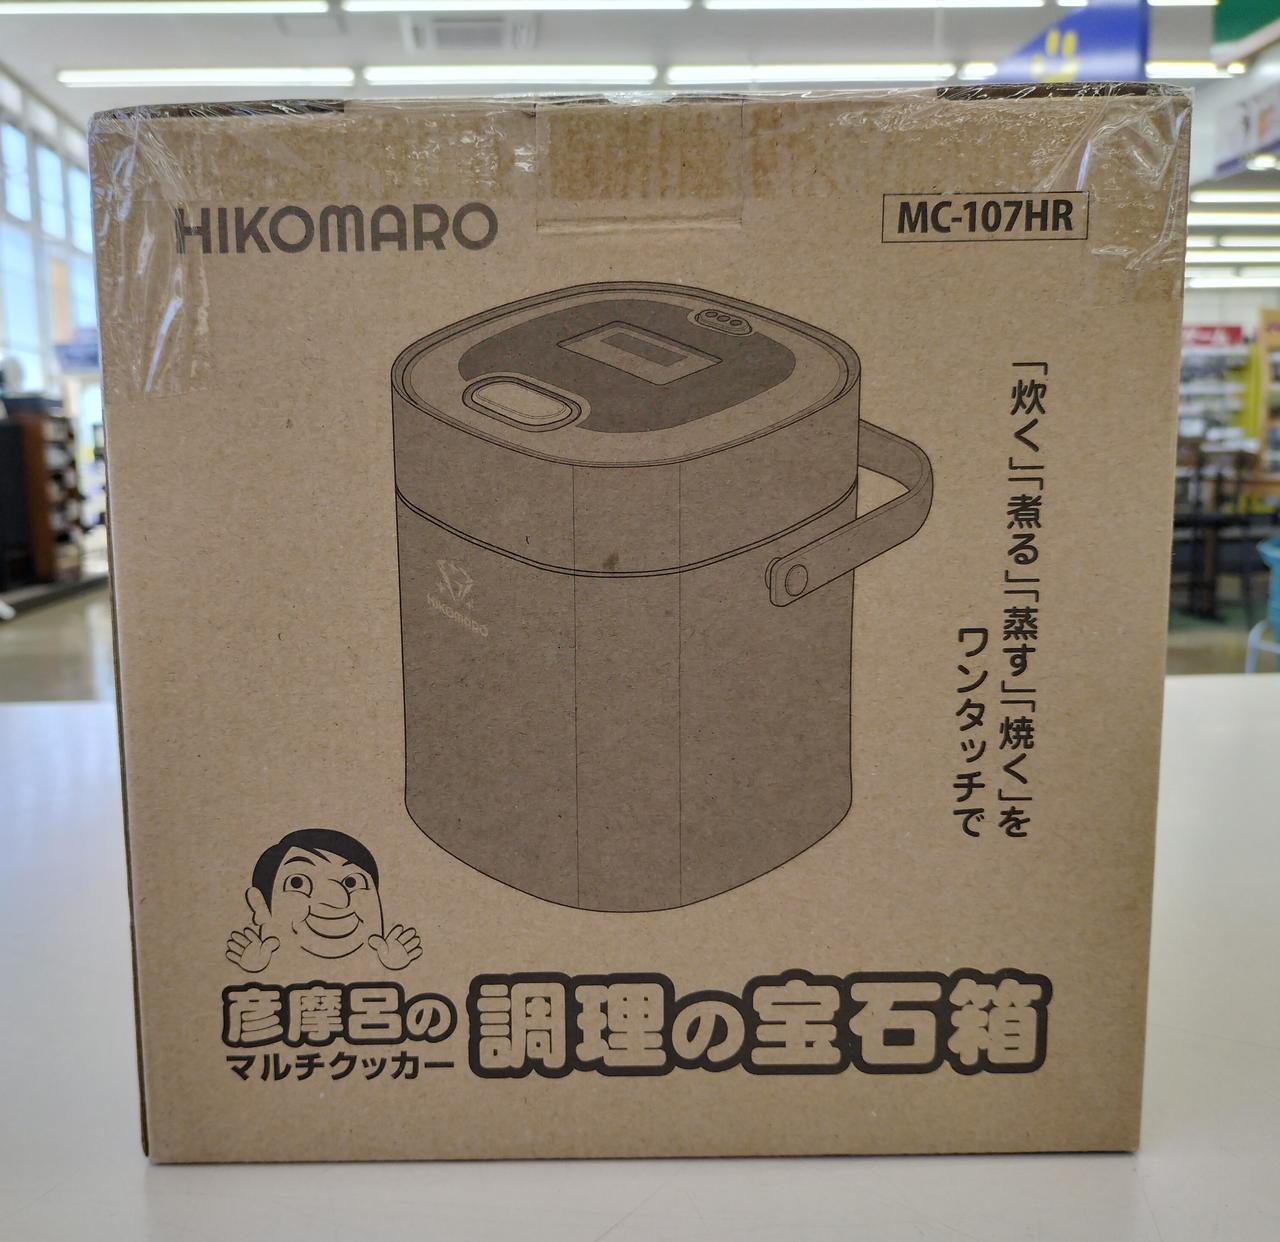 HIKOMARO
MC-107HR
「炊く」「煮る」「蒸す」「焼く」を
ワンタッチで
HIKOMARO
彦摩呂の
マルチクッカー
調理の宝石箱